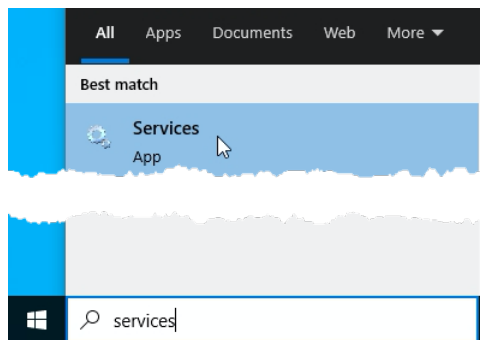 All Apps Documents Web More
Best match
Services
App
services